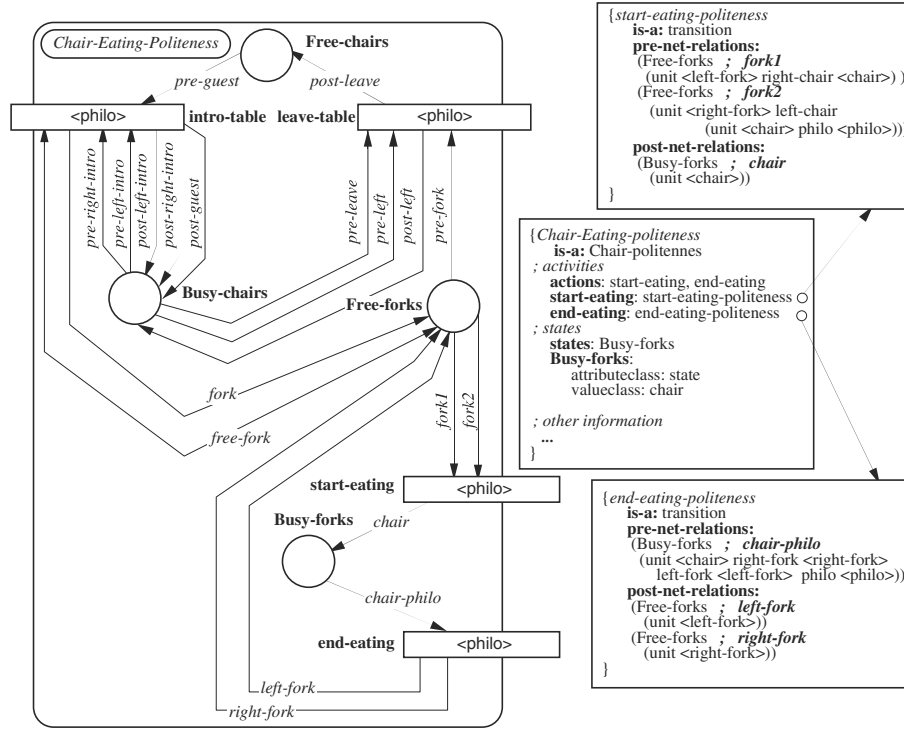 Chair-Eating-Politeness
Free-chairs
pre-guest
post-leave
<philo>
intro-table
leave-table
<philo>
pre-right-intro
pre-left-intro
post-left-intro
post-right-intro
post-guest
pre-leave
pre-left
post-left
pre-fork
Busy-chairs
Free-forks
fork
free-fork
fork1
fork2
start-eating
<philo>
Busy-forks
chair
chair-philo
end-eating
<philo>
left-fork
right-fork
{start-eating-politeness
is-a: transition
pre-net-relations:
(Free-forks ; fork1
(unit <left-fork> right-chair <chair>) )
(Free-forks ; fork2
(unit <right-fork> left-chair
(unit <chair> philo <philo>)))
post-net-relations:
(Busy-forks ; chair
(unit <chair>))
}
{Chair-Eating-politeness
is-a: Chair-politennes
; activities
actions: start-eating, end-eating
start-eating: start-eating-politeness
end-eating: end-eating-politeness
; states
states: Busy-forks
Busy-forks:
attributeclass: state
valueclass: chair
; other information
...
}
{end-eating-politeness
is-a: transition
pre-net-relations:
(Busy-forks ; chair-philo
(unit <chair> right-fork <right-fork>
left-fork <left-fork> philo <philo>))
post-net-relations:
(Free-forks ; left-fork
(unit <left-fork>))
(Free-forks ; right-fork
(unit <right-fork>))
}